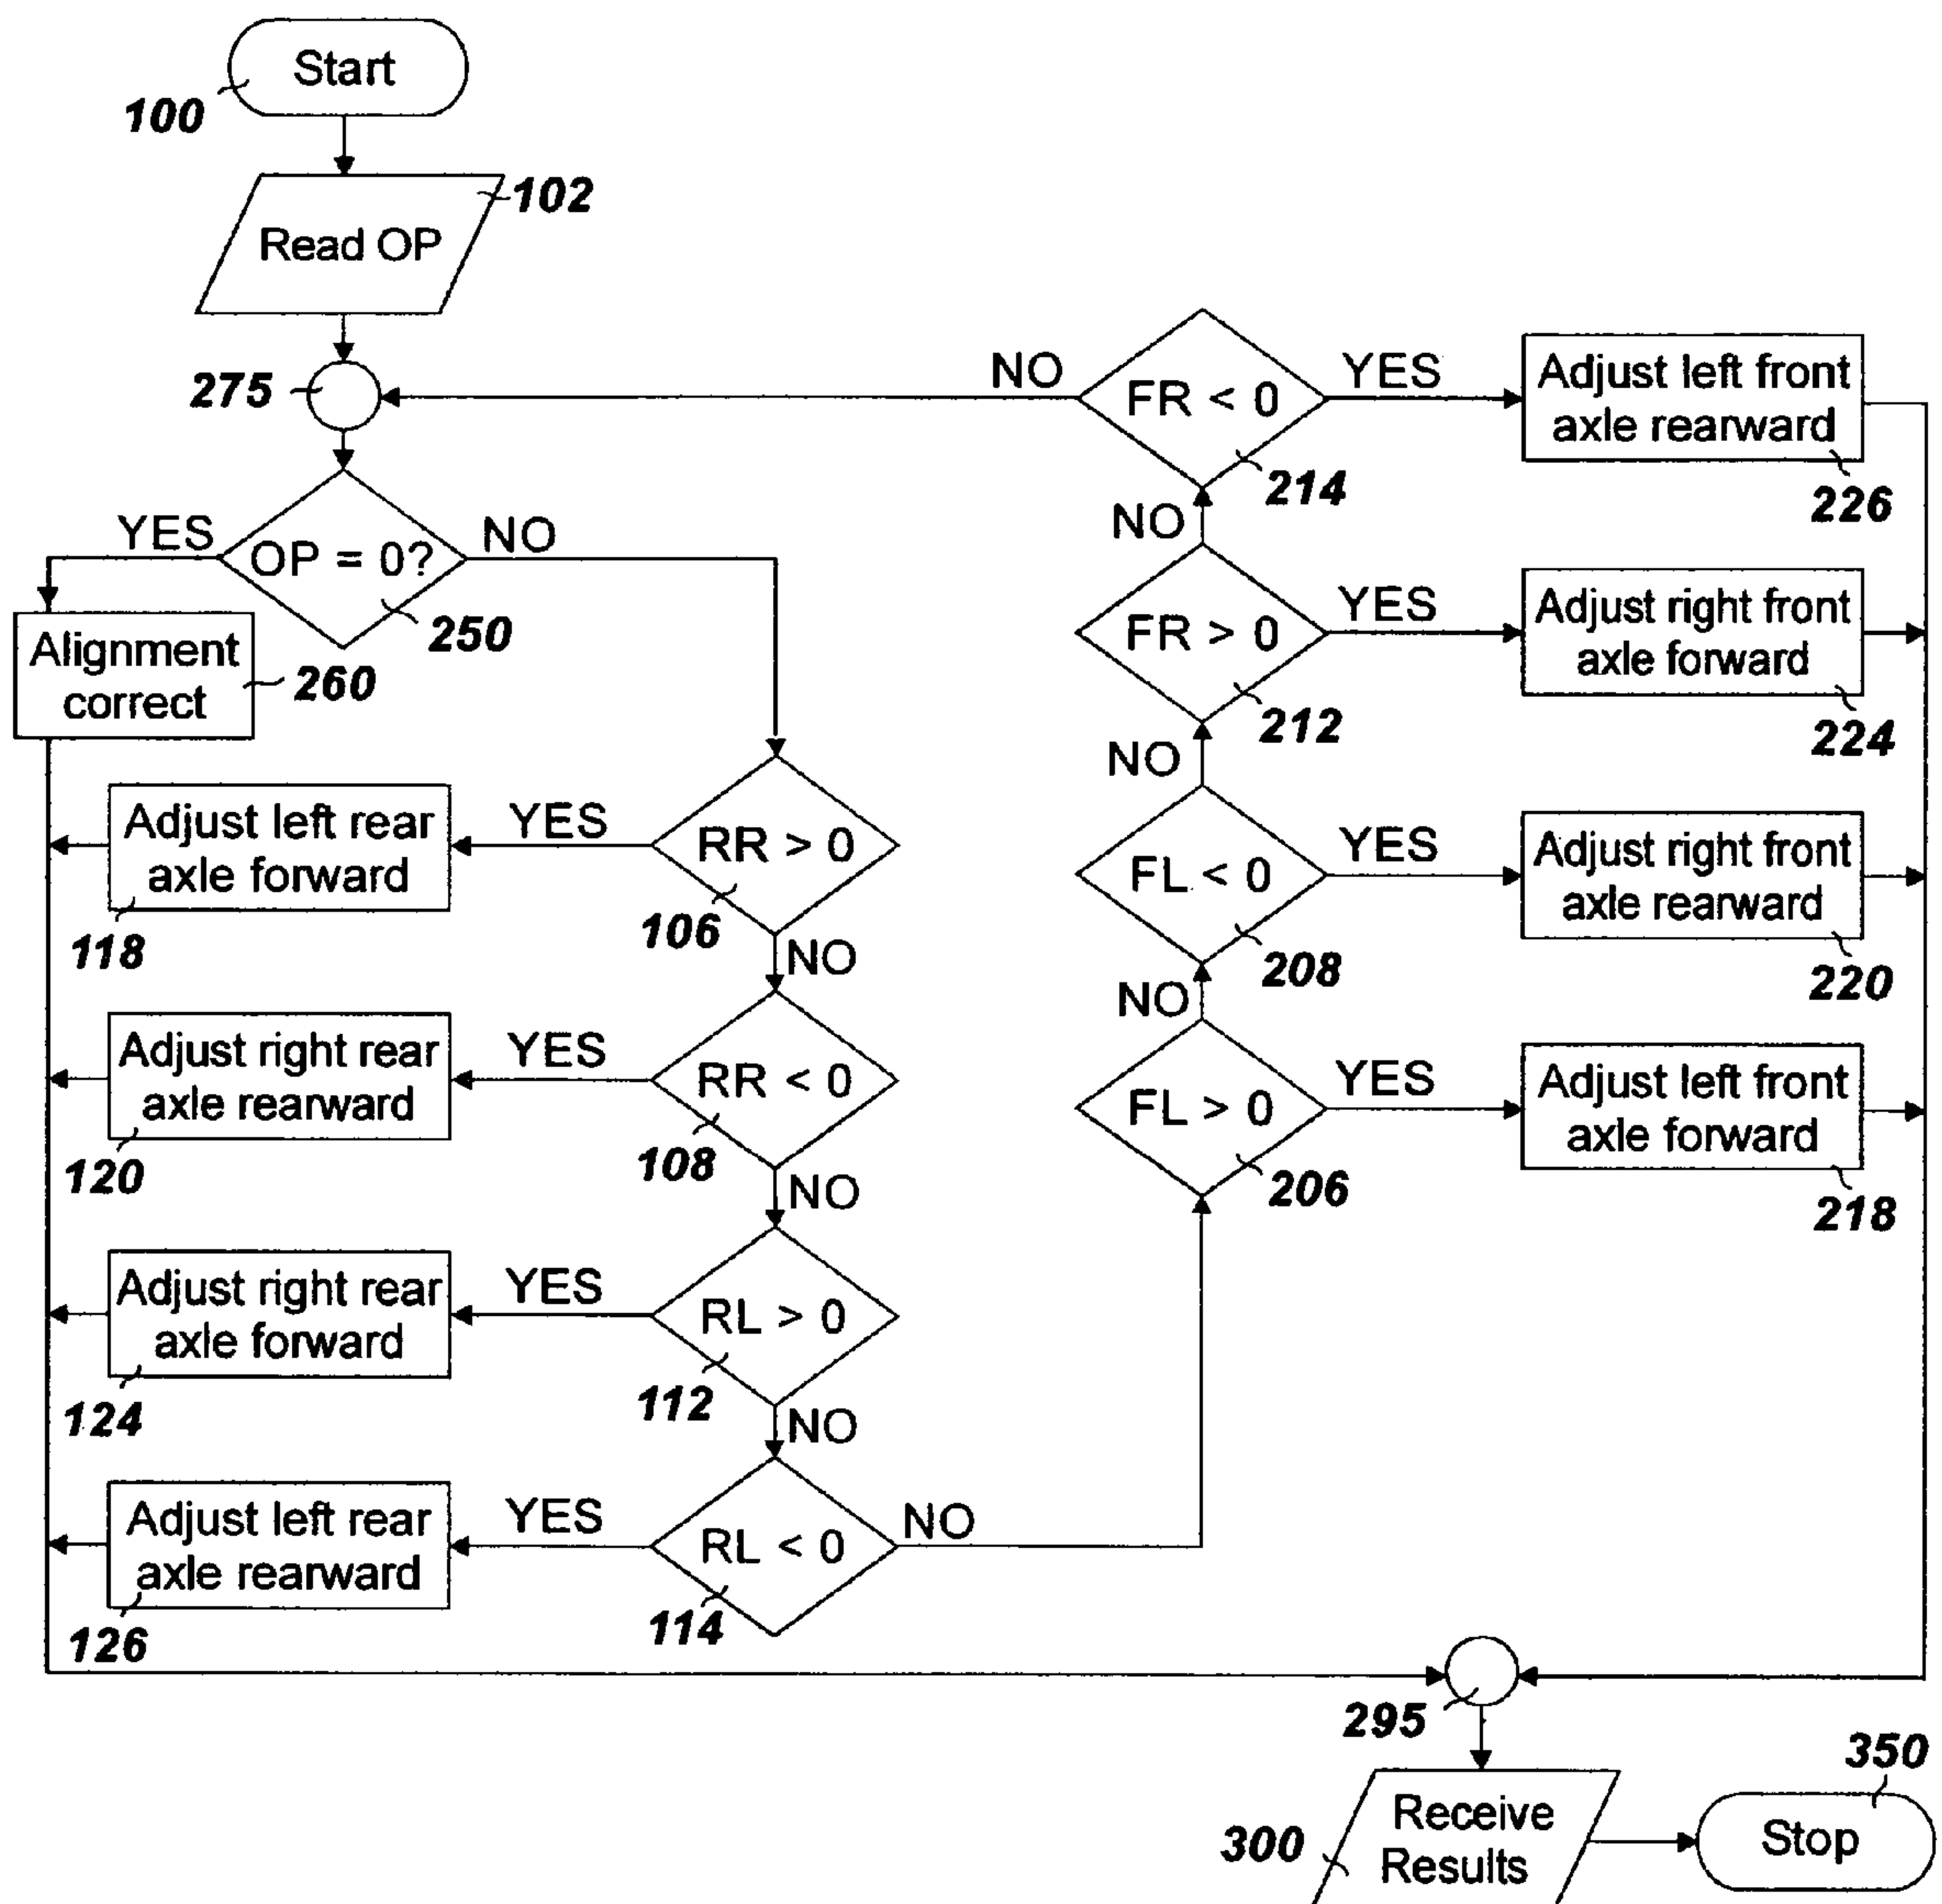 Start
100
102
Read OP
275
NO
FR < 0
YES
Adjust left front
axle rearward
214
226
YES
OP = 0?
NO
250
Alignment
correct
260
NO
FR > 0
YES
Adjust right front
axle forward
212
224
Adjust left rear
axle forward
YES
RR > 0
118
106
NO
NO
FL < 0
YES
Adjust right front
axle rearward
208
220
Adjust right rear
axle rearward
YES
RR < 0
120
108
NO
NO
FL > 0
YES
Adjust left front
axle forward
206
218
Adjust right rear
axle forward
YES
RL > 0
124
112
NO
Adjust left rear
axle rearward
YES
RL < 0
NO
126
114
295
350
300
Receive
Results
Stop